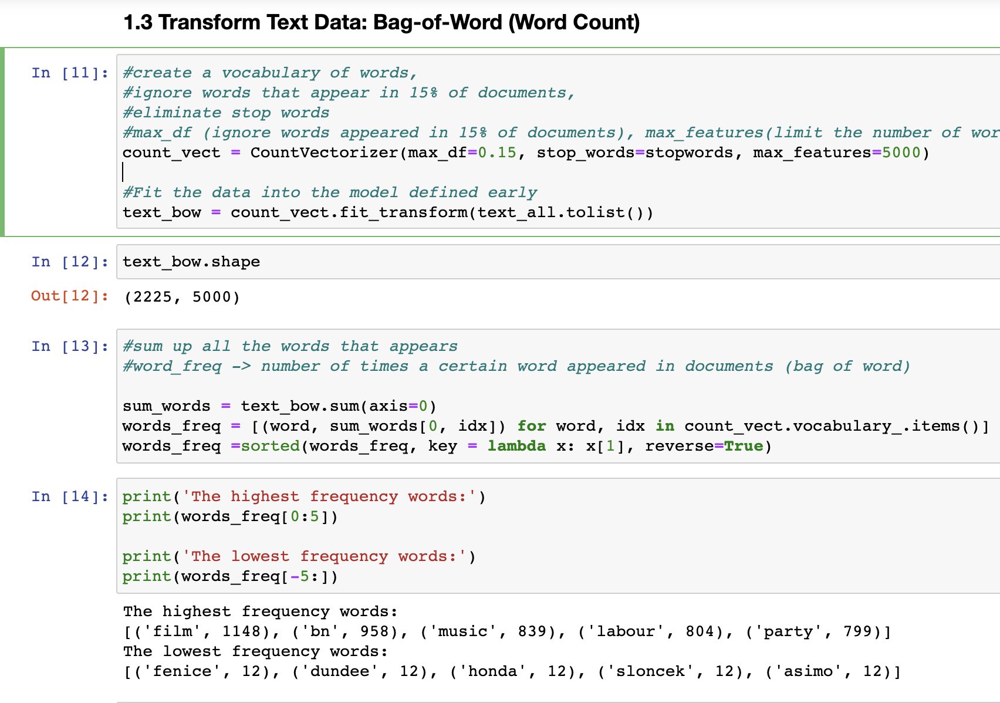 1.3 Transform Text Data: Bag-of-Word (Word Count)
In [11]:
#create a vocabulary of words,
#ignore words that appear in 15% of documents,
#eliminate stop words
#max_df (ignore words appeared in 15% of documents), max_features(limit the number of wor
count_vect = CountVectorizer(max_df=0.15, stop_words=stopwords, max_features=5000)
#Fit the data into the model defined early
text_bow = count_vect.fit_transform(text_all.tolist())
In [12]: text_bow.shape
Out[12]: (2225, 5000)
In [13]:
#sum up all the words that appears
#word_freq -> number of times a certain word appeared in documents (bag of word)
sum_words = text_bow.sum(axis=0)
words_freq = [(word, sum_words[0, idx]) for word, idx in count_vect.vocabulary_.items()]
words_freq =sorted(words_freq, key = lambda x: x[1], reverse=True)
In [14]:
print('The highest frequency words:')
print(words_freq[0:5])
print('The lowest frequency words:')
print(words_freq[-5:])
The highest frequency words:
[('film', 1148), ('bn', 958), ('music', 839), ('labour', 804), ('party', 799)]
The lowest frequency words:
[('fenice', 12), ('dundee', 12), ('honda', 12), ('sloncek', 12), ('asimo', 12)]